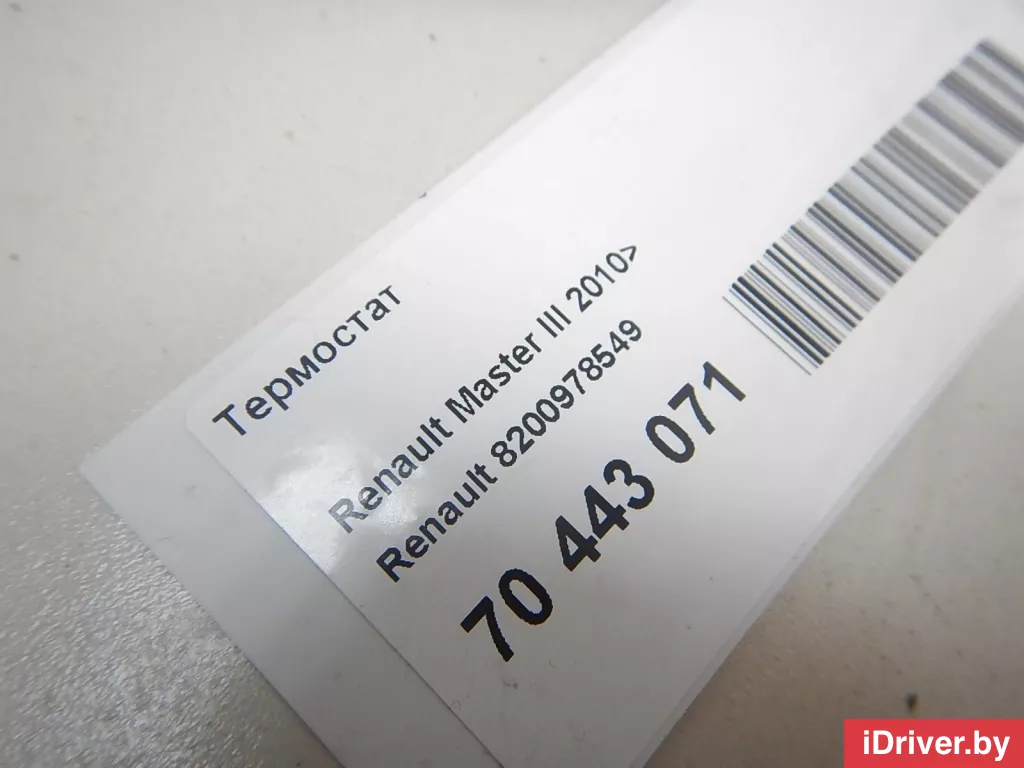 Термостат
Renault Master III 2010>
Renault 8200978549
70 443 071
iDriver.by